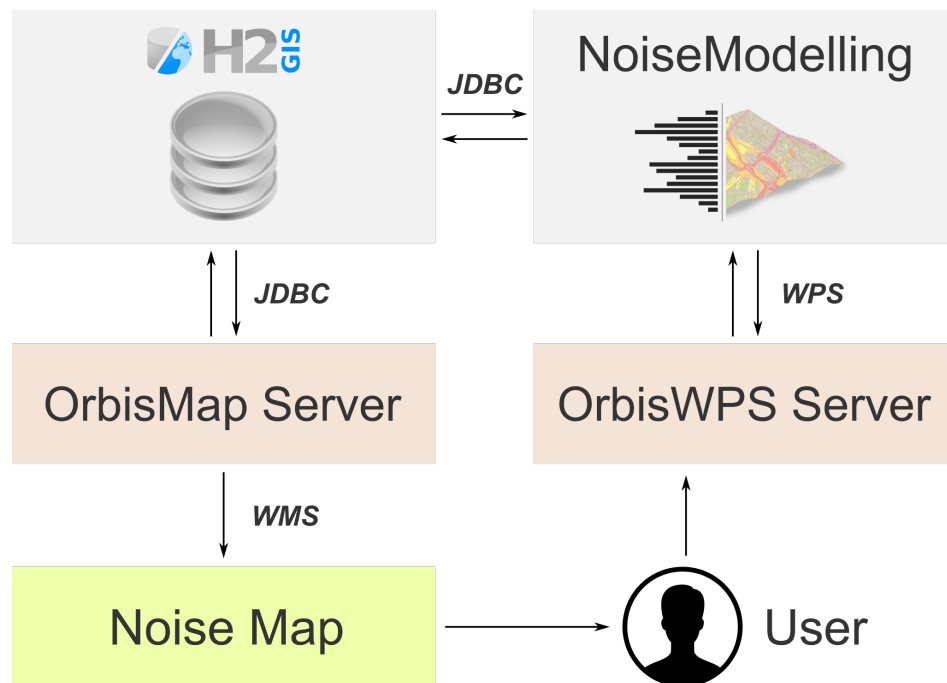 H2GIS
JDBC
NoiseModelling
JDBC
WPS
OrbisMap Server
OrbisWPS Server
WMS
Noise Map
User